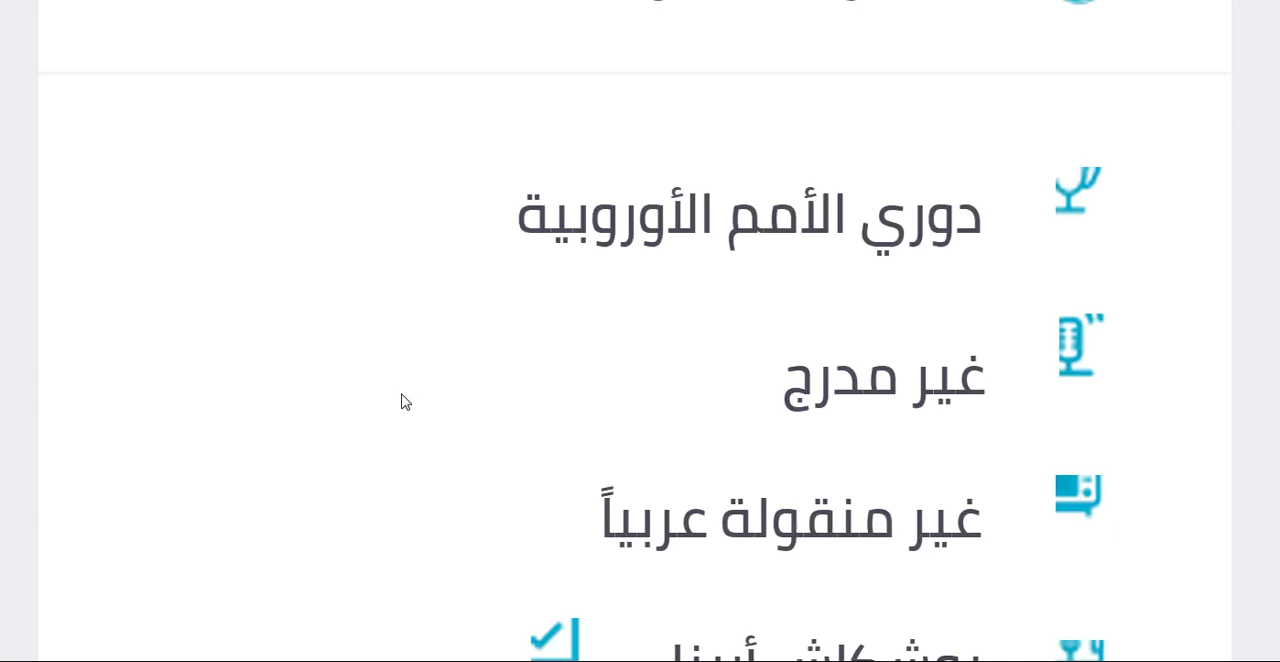 دوري الأمم الأوروبية
غير مدرج
غير منقولة عربياً